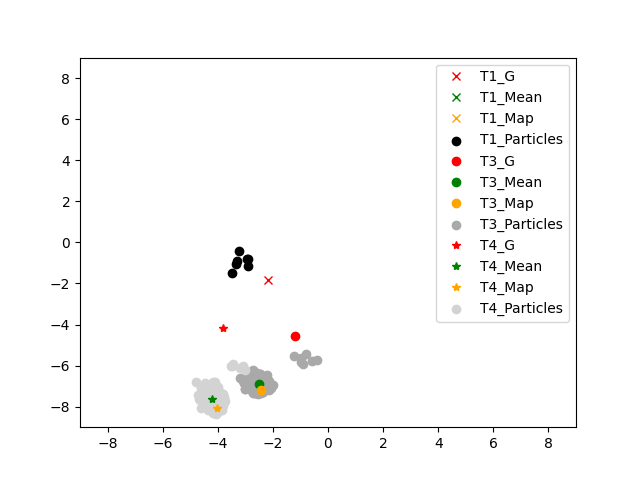 8
6
4
2
0
−2
−4
−6
−8
−8 −6 −4 −2 0 2 4 6 8
T1_G
T1_Mean
T1_Map
T1_Particles
T3_G
T3_Mean
T3_Map
T3_Particles
T4_G
T4_Mean
T4_Map
T4_Particles